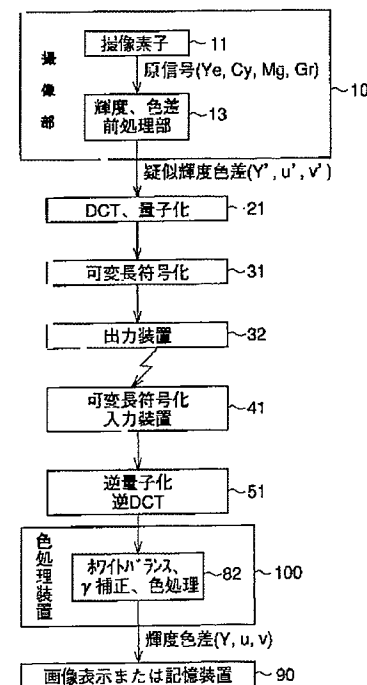 撮像部
撮像素子
11
原信号(Ye, Cy, Mg, Gr)
10
輝度、色差
前処理部
13
疑似輝度色差(Y', u', v')
DCT、量子化
21
可変長符号化
31
出力装置
32
可変長符号化
入力装置
41
逆量子化
逆DCT
51
色処理装置
ホワイトバランス、
γ補正、色処理
82
100
輝度色差(Y, u, v)
画像表示または記憶装置
90